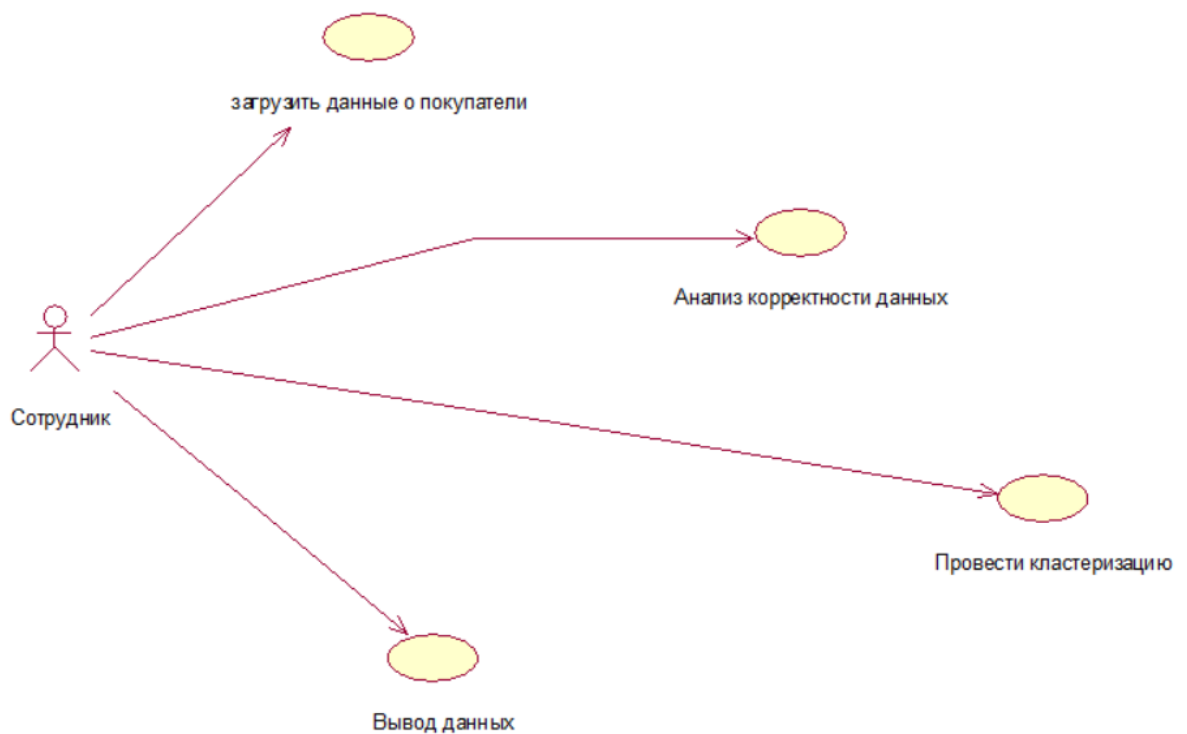 загрузить данные о покупатели
Анализ корректности данных
Сотрудник
Провести кластеризацию
Вывод данных